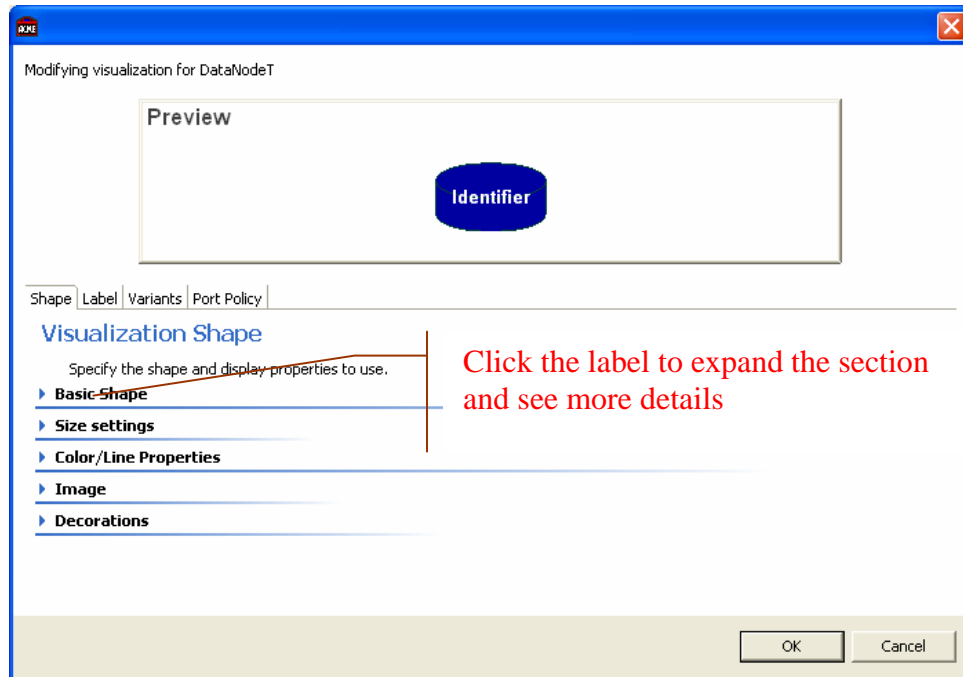 ACME
Modifying visualization for DataNodeT
Preview
Identifier
Shape Label Variants Port Policy
Visualization Shape
Specify the shape and display properties to use.
Basic Shape
Size settings
Color/Line Properties
Image
Decorations
Click the label to expand the section
and see more details
OK Cancel